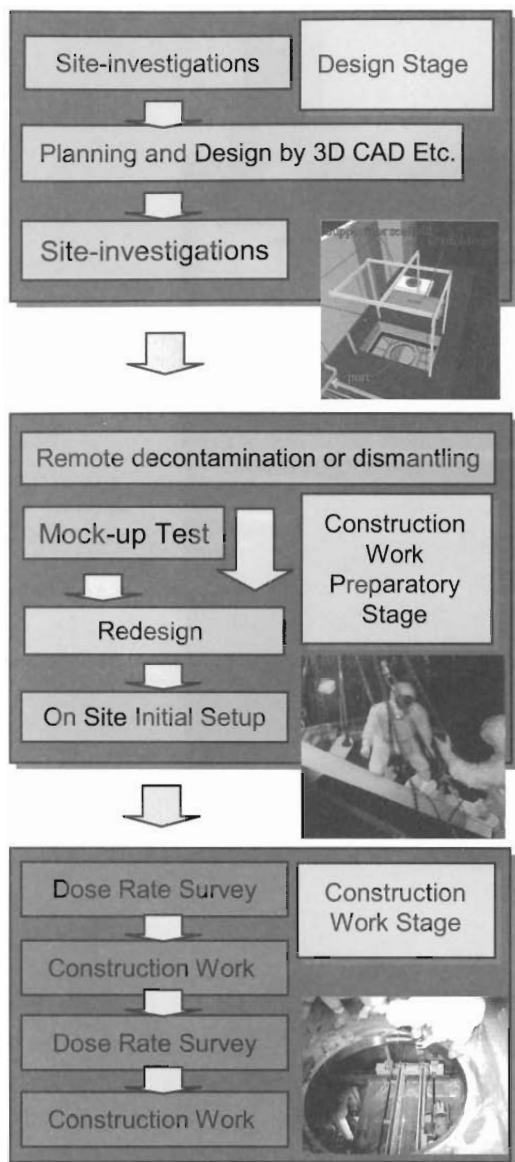 Site-investigations
Design Stage
Planning and Design by 3D CAD Etc.
Site-investigations
port
Remote decontamination or dismantling
Mock-up Test
Construction
Work
Preparatory
Stage
Redesign
On Site Initial Setup
Dose Rate Survey
Construction
Work Stage
Construction Work
Dose Rate Survey
Construction Work